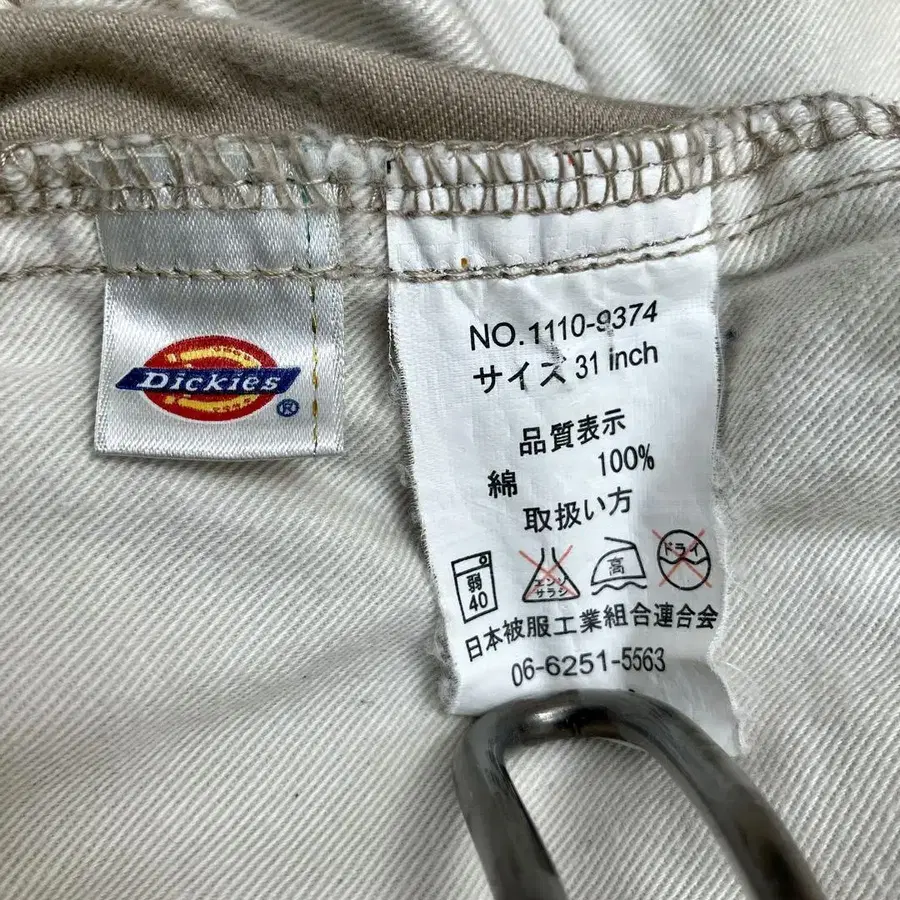 Dickies
®
NO.1110-9374
サイズ 31 inch
品質表示
綿 100%
取扱い方
弱
40
エンソ
サラシ
高
ドライ
日本被服工業組合連合会
06-6251-5563